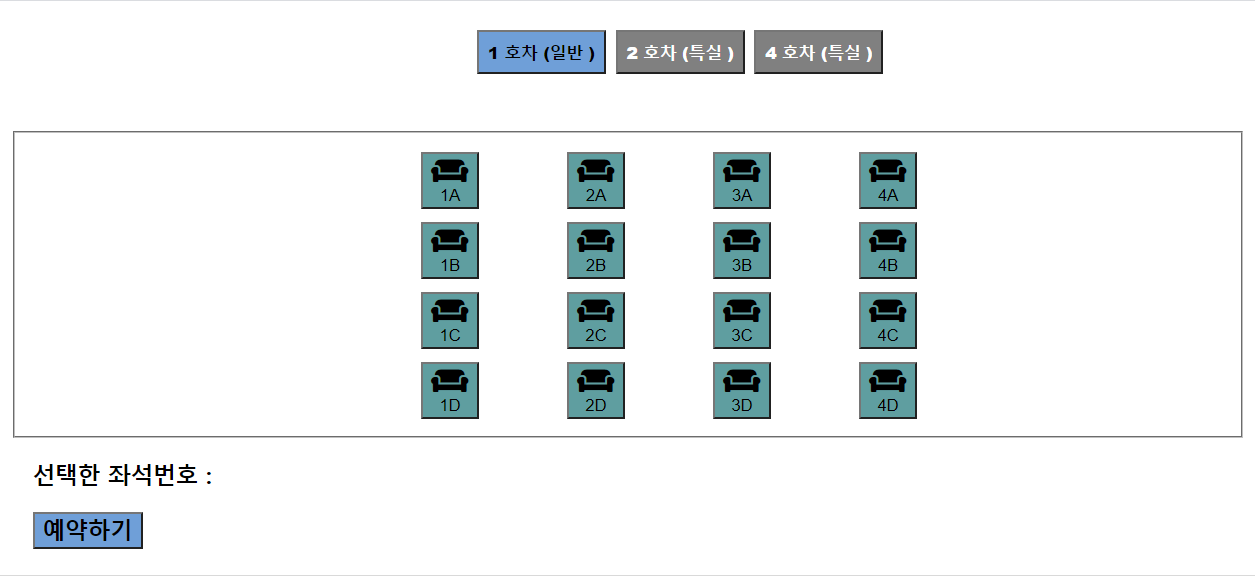 1 호차 (일반 ) 2 호차 (특실 ) 4 호차 (특실 )
1A 2A 3A 4A
1B 2B 3B 4B
1C 2C 3C 4C
1D 2D 3D 4D
선택한 좌석번호 :
예약하기